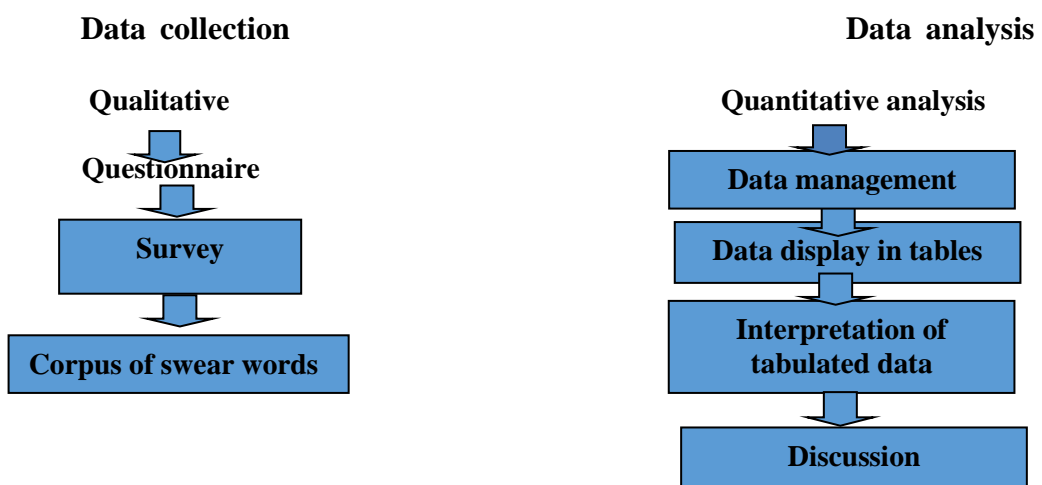 Data collection
Qualitative
Questionnaire
Survey
Corpus of swear words
Data analysis
Quantitative analysis
Data management
Data display in tables
Interpretation of
tabulated data
Discussion